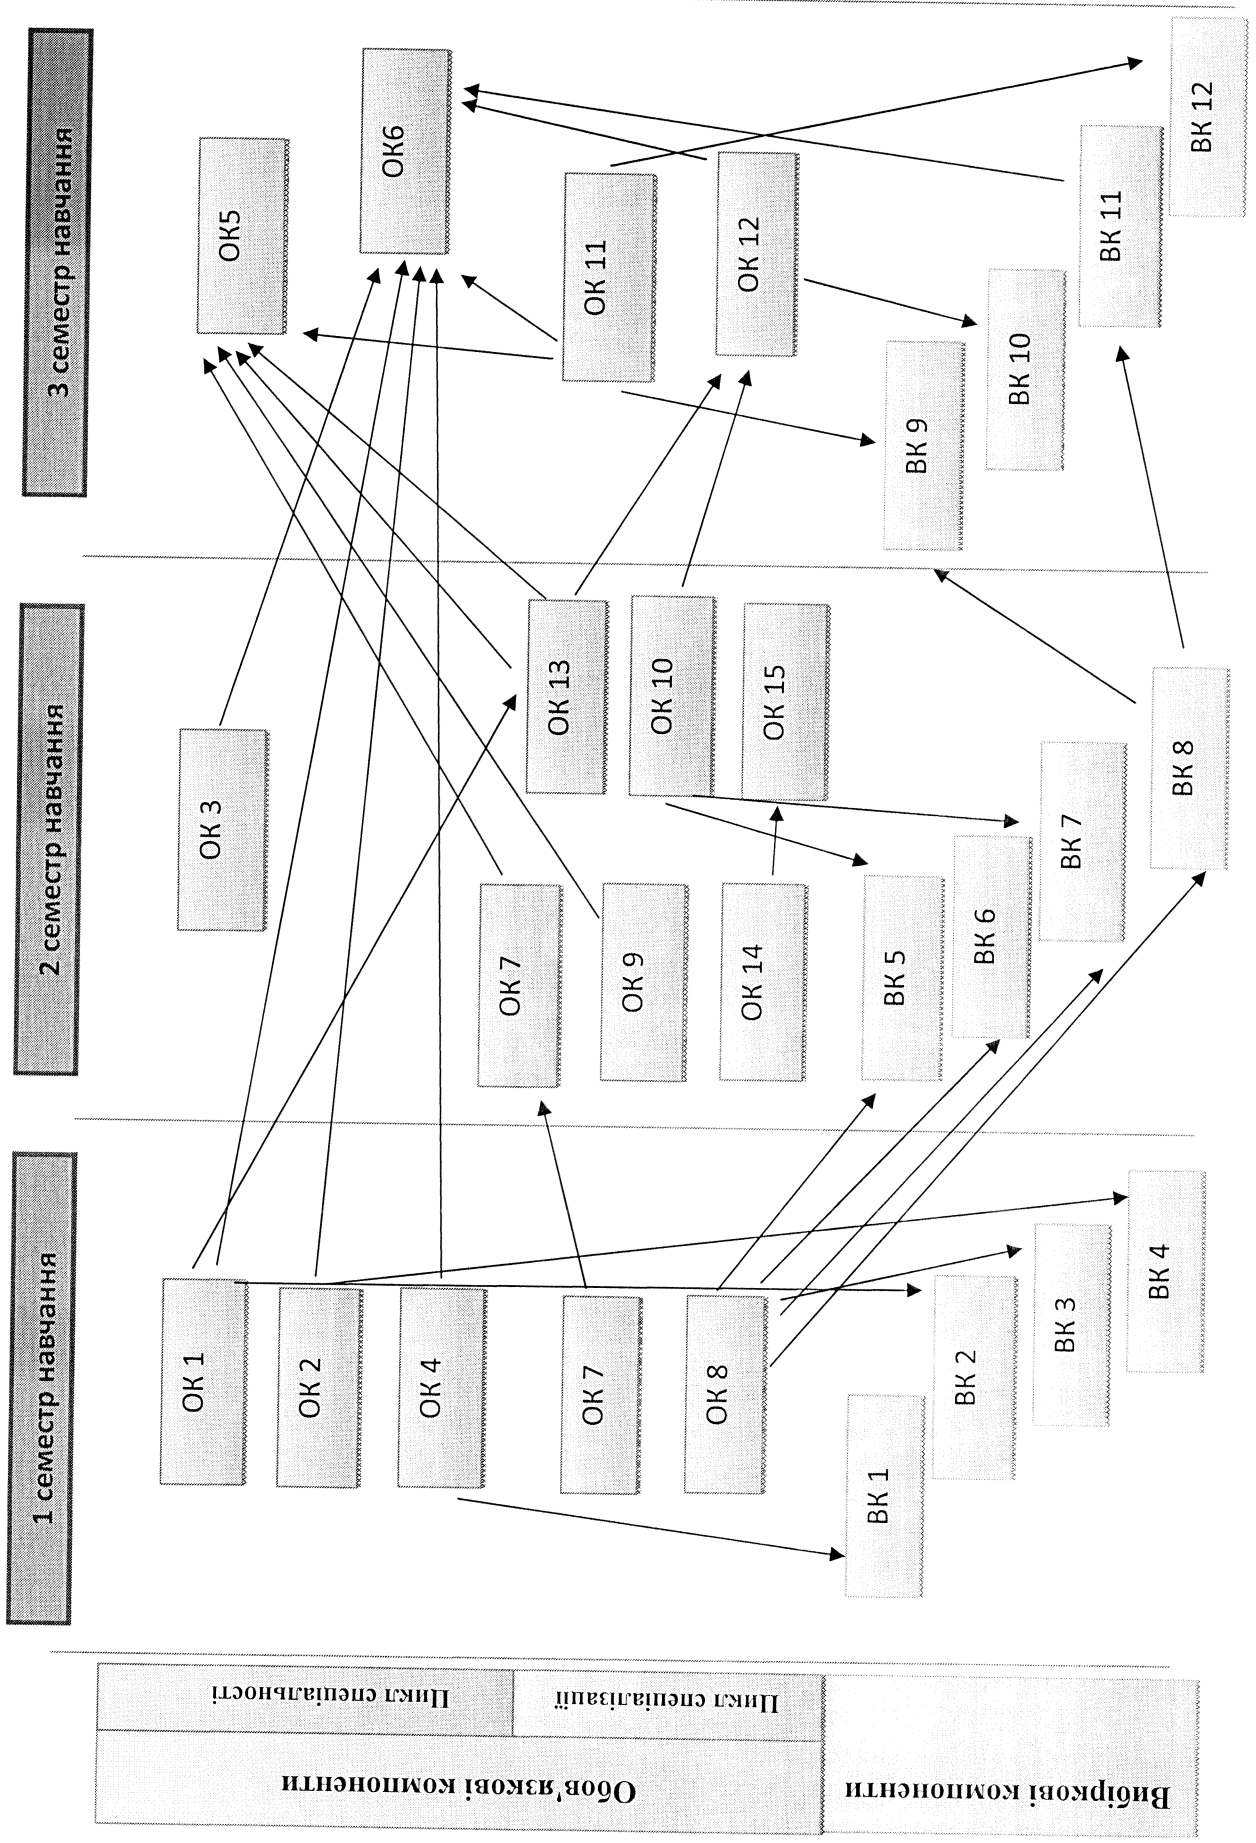 1 семестр навчання
2 семестр навчання
3 семестр навчання
Обов'язкові компоненти
Цикл спеціальності
Цикл спеціалізації
Вибіркові компоненти
ОК 1
ОК 2
ОК 4
ОК 7
ОК 8
ВК 1
ВК 2
ВК 3
ВК 4
ОК 3
ОК 7
ОК 9
ОК 14
ОК 13
ОК 10
ОК 15
ВК 5
ВК 6
ВК 7
ВК 8
ОК5
ОК6
ОК 11
ОК 12
ВК 9
ВК 10
ВК 11
ВК 12